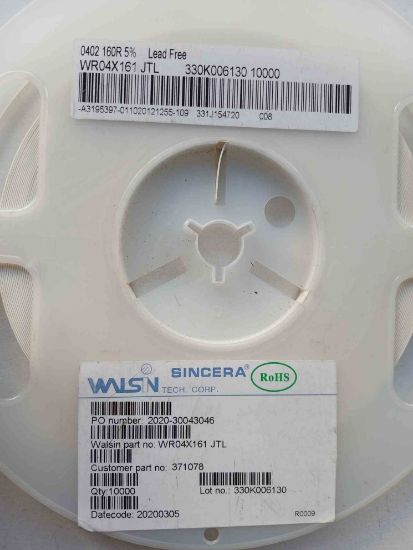 0402 160R 5% Lead Free
WR04X161 JTL 330K006130 10000
-A3195397-011020121255-109 331J154720 C08
WALSIN SINCERA® RoHS
TECH. CORP.
PO number: 2020-30043046
Walsin part no: WR04X161 JTL
Customer part no: 371078
Qty:10000 Lot no.: 330K006130
Datecode: 20200305 R0009